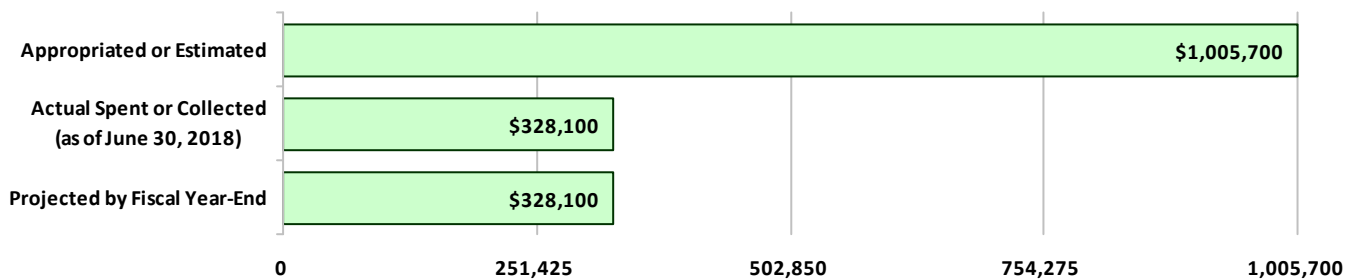 Appropriated or Estimated
$1,005,700
Actual Spent or Collected
(as of June 30, 2018)
$328,100
Projected by Fiscal Year-End
$328,100
0
251,425
502,850
754,275
1,005,700